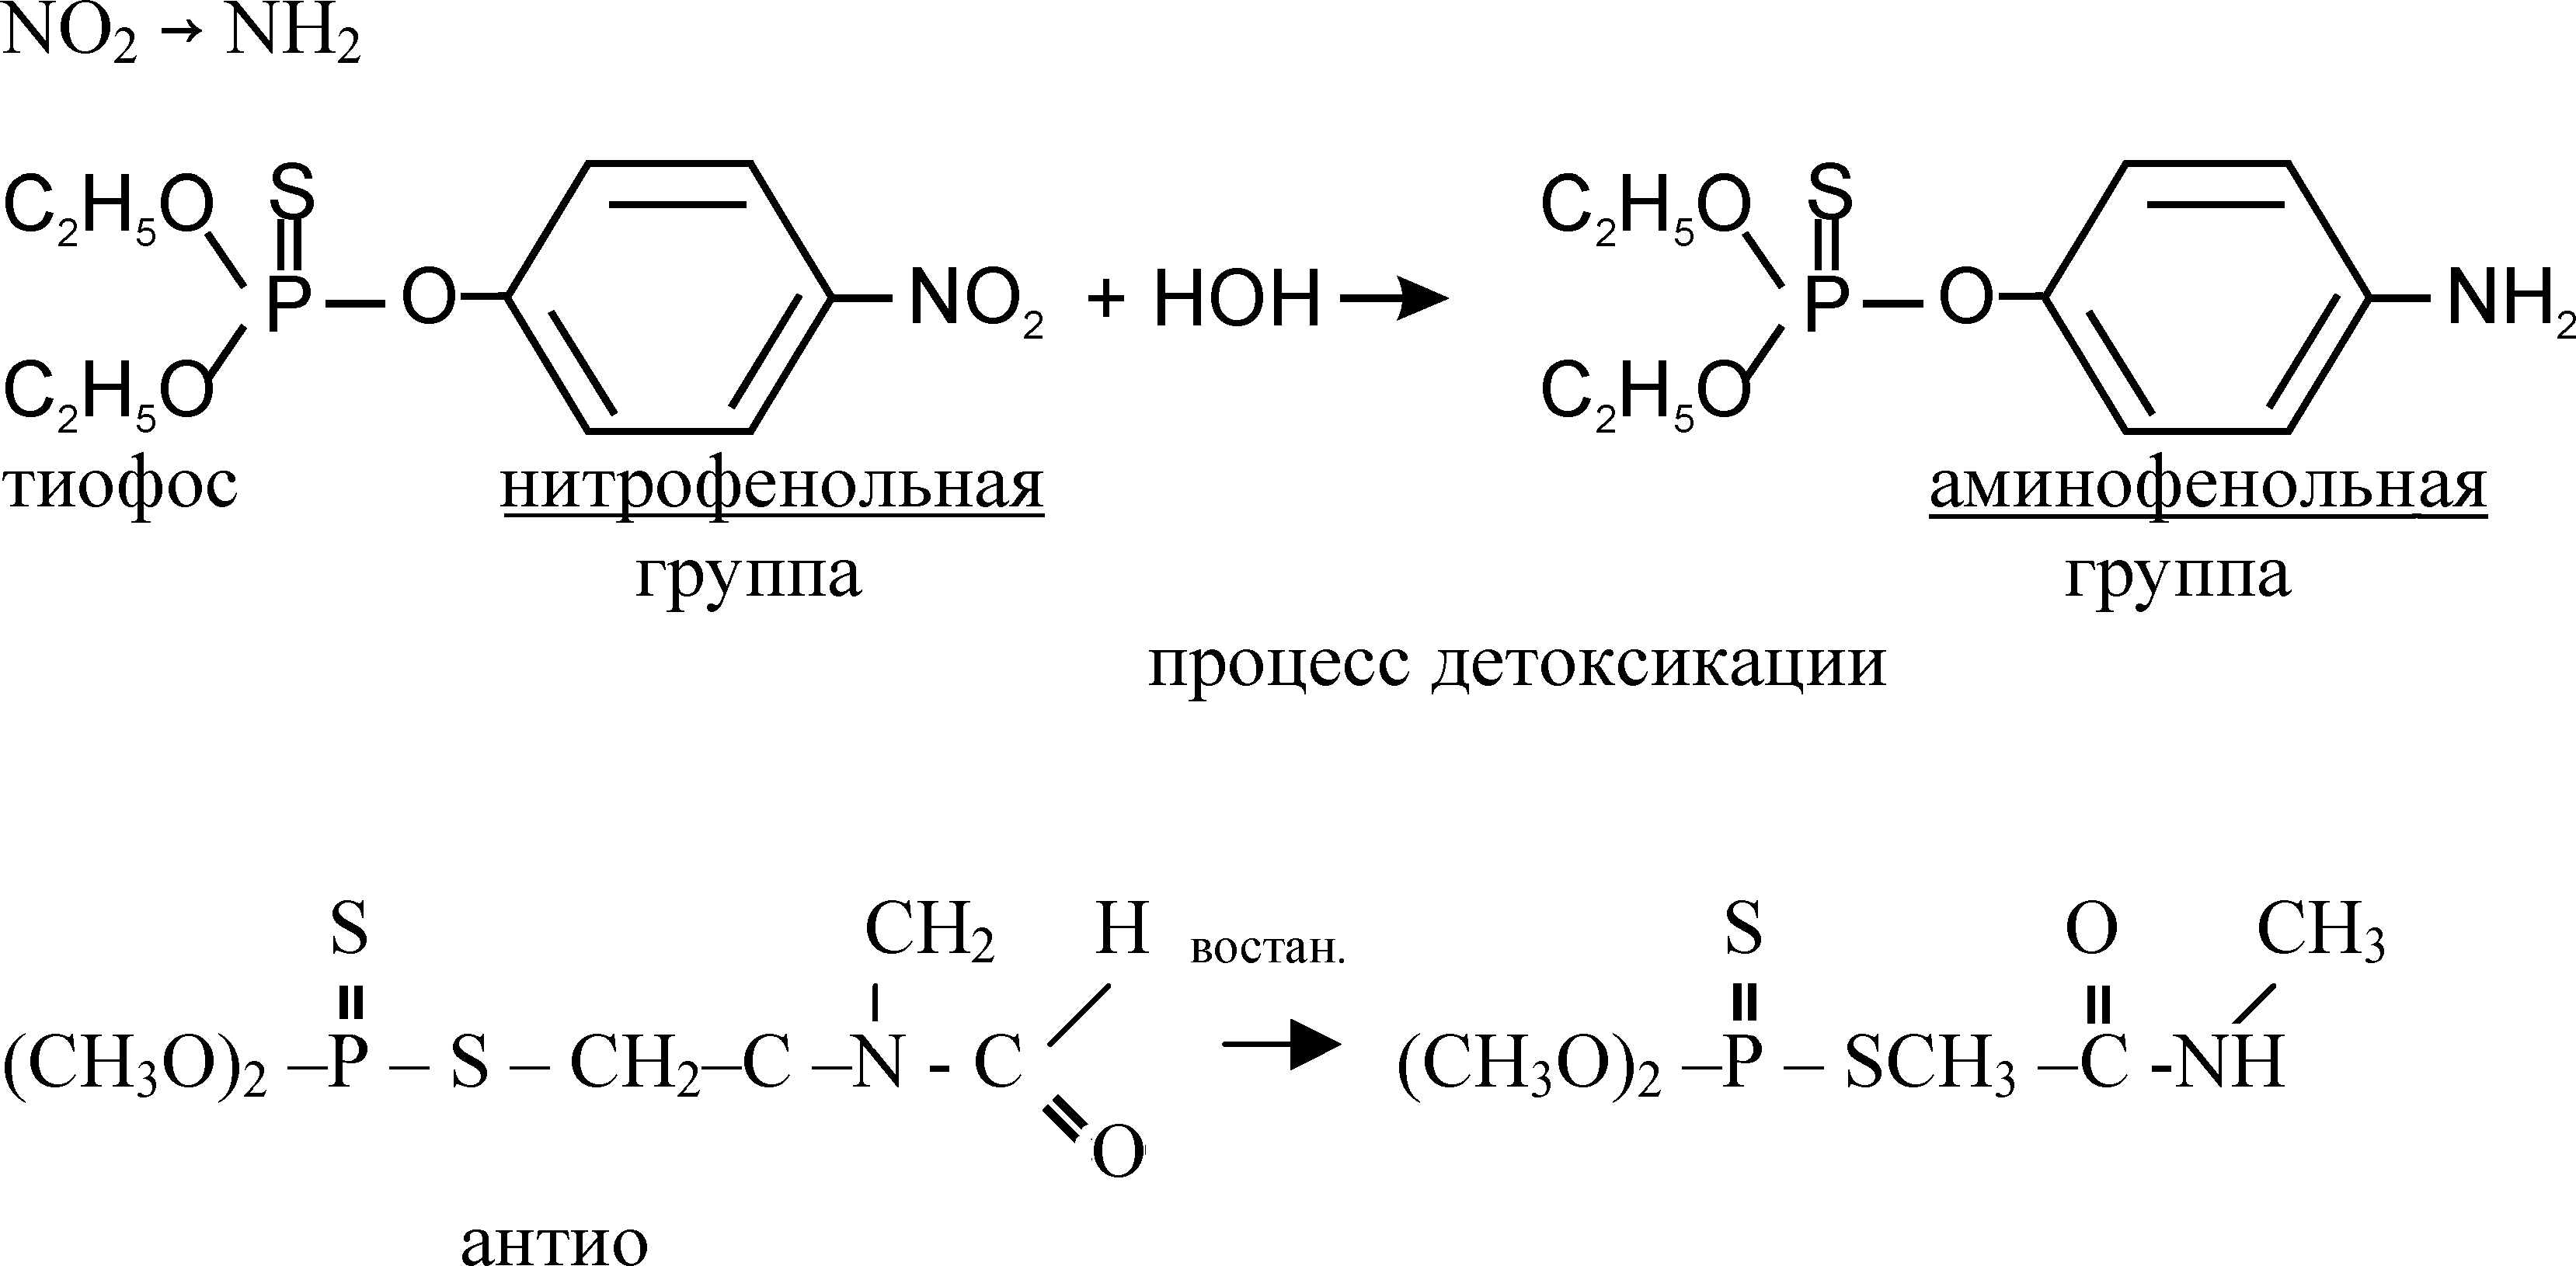 NO₂ → NH₂
C₂H₅O S C₂H₅O S
P – O NO₂ + HOH → P – O NH₂
C₂H₅O C₂H₅O
тиофос нитрофенольная аминофенольная
группа группа
процесс детоксикации
S CH₂ H востан. S O CH₃
(CH₃O)₂ –P – S – CH₂–C –N - C → (CH₃O)₂ –P – SCH₃ –C -NH
O
антио